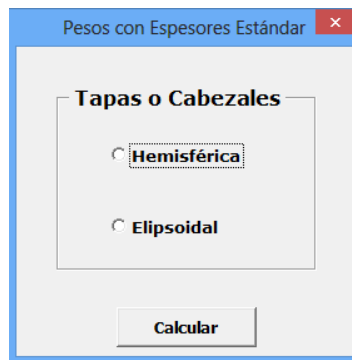 Pesos con Espesores Estándar
Tapas o Cabezales
Hemisférica
Elipsoidal
Calcular